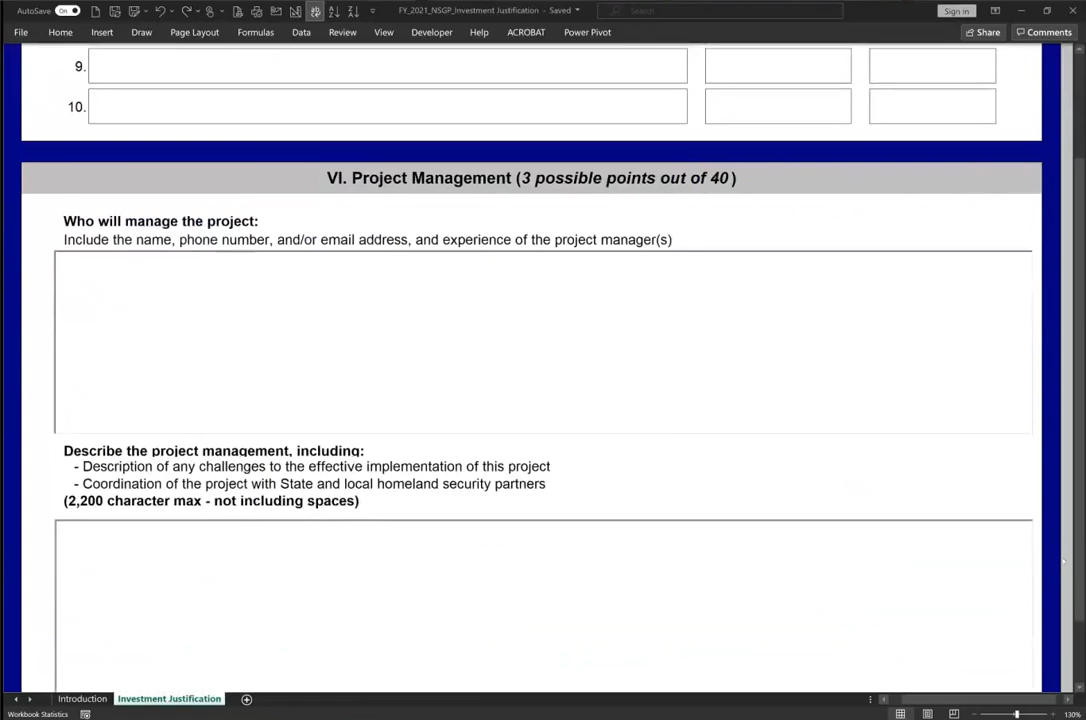 AutoSave On FY_2021_NSGP_Investment Justification - Saved Search Sign in
File Home Insert Draw Page Layout Formulas Data Review View Developer Help ACROBAT Power Pivot Share Comments
9.
10.
VI. Project Management (3 possible points out of 40 )
Who will manage the project:
Include the name, phone number, and/or email address, and experience of the project manager(s)
Describe the project management, including:
- Description of any challenges to the effective implementation of this project
- Coordination of the project with State and local homeland security partners
(2,200 character max - not including spaces)
Introduction Investment Justification
Workbook Statistics 130%